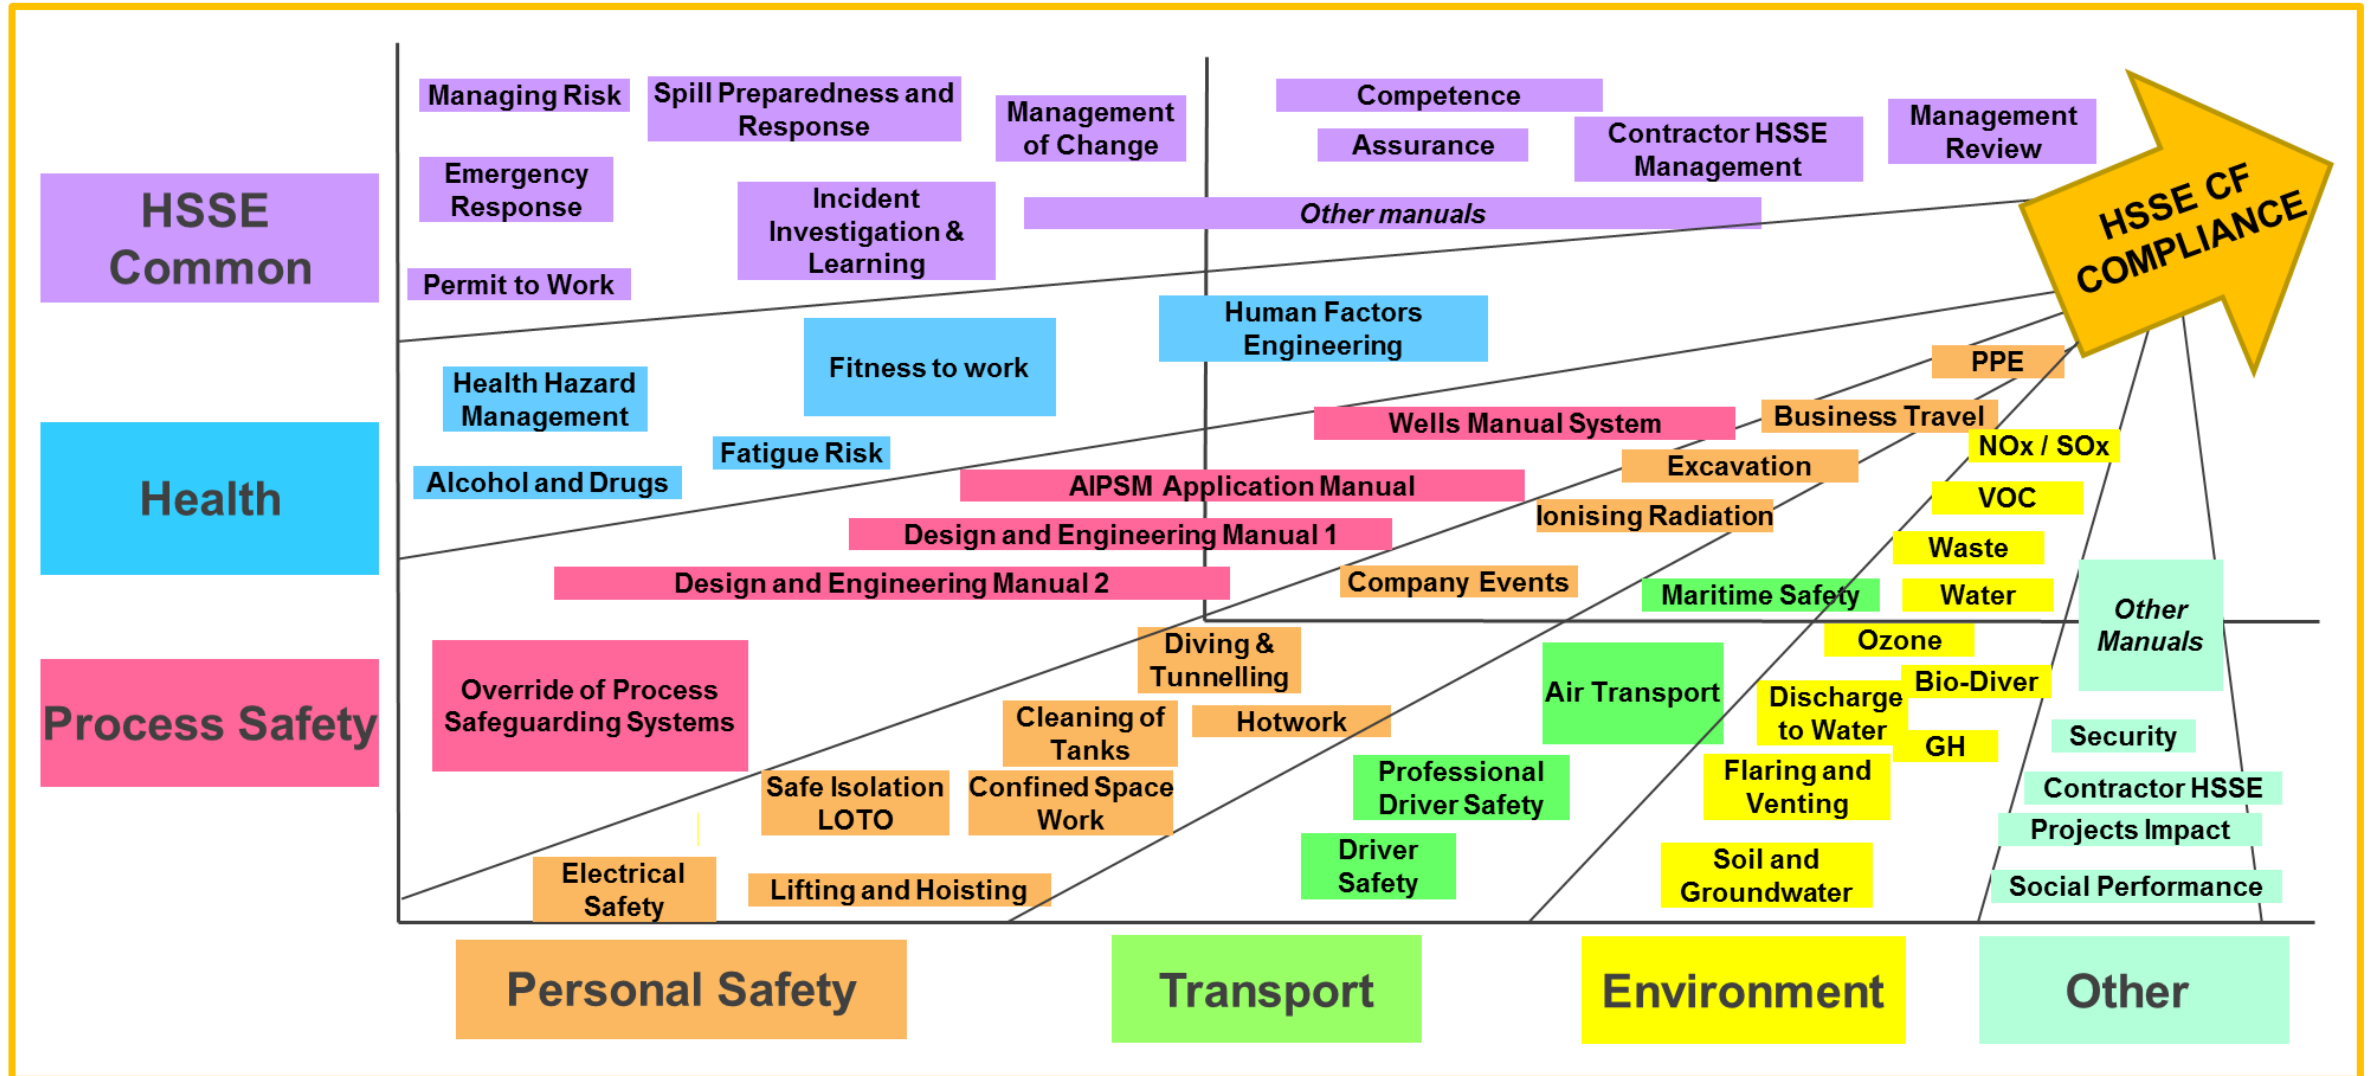 Managing Risk
Spill Preparedness and
Response
Management
of Change
Competence
Assurance
Contractor HSSE
Management
Management
Review
HSSE CF
COMPLIANCE
HSSE
Common
Emergency
Response
Incident
Investigation &
Learning
Other manuals
Permit to Work
Human Factors
Engineering
Fitness to work
Health Hazard
Management
Fatigue Risk
Alcohol and Drugs
Health
PPE
Wells Manual System
Business Travel
NOx / SOx
AIPSM Application Manual
Excavation
VOC
Ionising Radiation
Design and Engineering Manual 1
Waste
Design and Engineering Manual 2
Company Events
Maritime Safety
Water
Other
Manuals
Process Safety
Override of Process
Safeguarding Systems
Diving &
Tunnelling
Ozone
Air Transport
Bio-Diver
Discharge
to Water
Cleaning of
Tanks
Hotwork
GH
Security
Safe Isolation
LOTO
Confined Space
Work
Professional
Driver Safety
Flaring and
Venting
Contractor HSSE
Projects Impact
Electrical
Safety
Lifting and Hoisting
Driver
Safety
Soil and
Groundwater
Social Performance
Personal Safety
Transport
Environment
Other